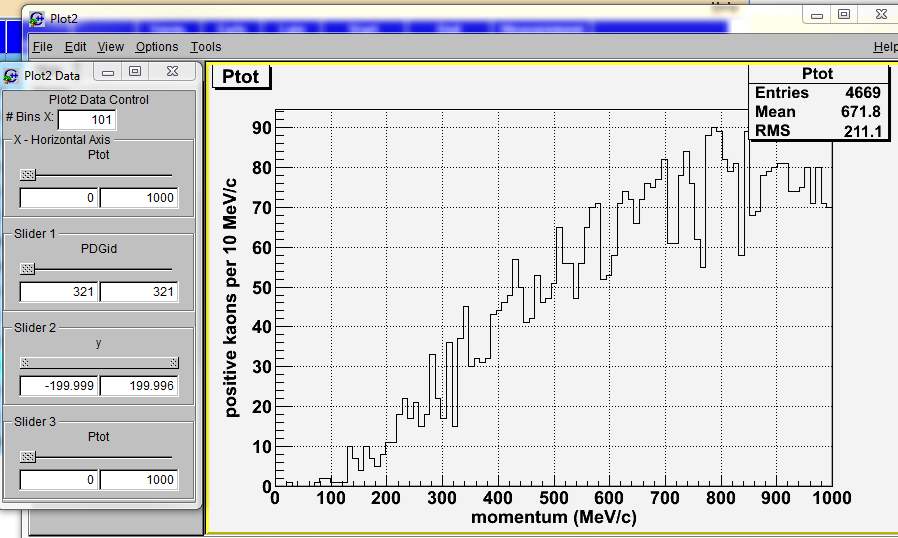 Plot2
File Edit View Options Tools Help
Plot2 Data
Plot2 Data Control
# Bins X: 101
X - Horizontal Axis
Ptot
0 1000
Slider 1
PDGid
321 321
Slider 2
y
-199.999 199.996
Slider 3
Ptot
0 1000
Ptot
Ptot
Entries 4669
Mean 671.8
RMS 211.1
positive kaons per 10 MeV/c
90
80
70
60
50
40
30
20
10
0
0 100 200 300 400 500 600 700 800 900 1000
momentum (MeV/c)